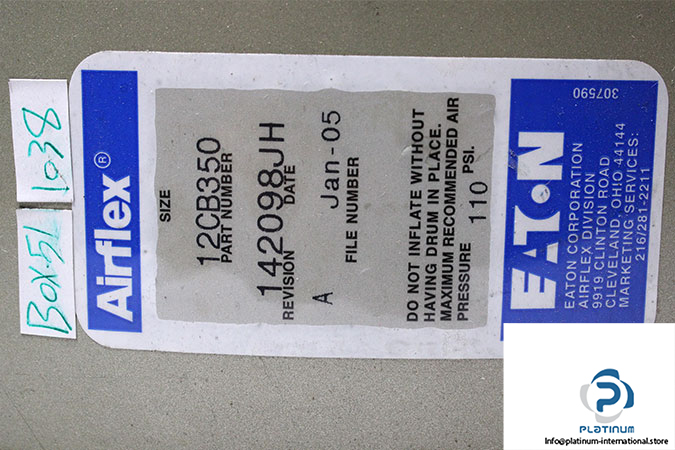 BOX-5L
1038
Airflex®
SIZE
12CB350
PART NUMBER
142098JH
REVISION DATE
A Jan-05
FILE NUMBER
DO NOT INFLATE WITHOUT
HAVING DRUM IN PLACE.
MAXIMUM RECOMMENDED AIR
PRESSURE 110 PSI.
307590
EATON
EATON CORPORATION
AIRFLEX DIVISION
9919 CLINTON ROAD
CLEVELAND, OHIO 44144
MARKETING SERVICES:
216/281-2211
PLATINUM
Info@platinum-international.store